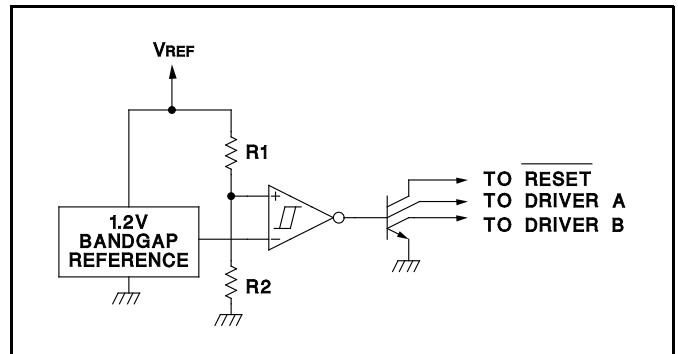 VREF
R1
+
TO RESET
TO DRIVER A
1.2V
BANDGAP
REFERENCE
−
TO DRIVER B
R2